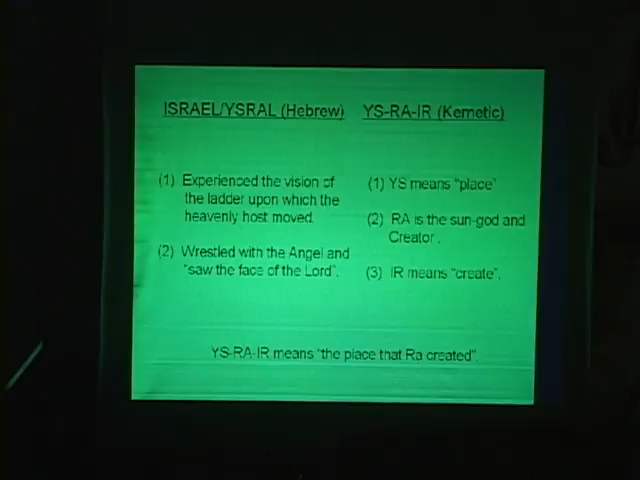 ISRAEL/YSRAL (Hebrew)
YS-RA-IR (Kemetic)
(1) Experienced the vision of
the ladder upon which the
heavenly host moved.
(2) Wrestled with the Angel and
"saw the face of the Lord".
(1) YS means "place"
(2) RA is the sun-god and
Creator.
(3) IR means "create".
YS-RA-IR means "the place that Ra created".